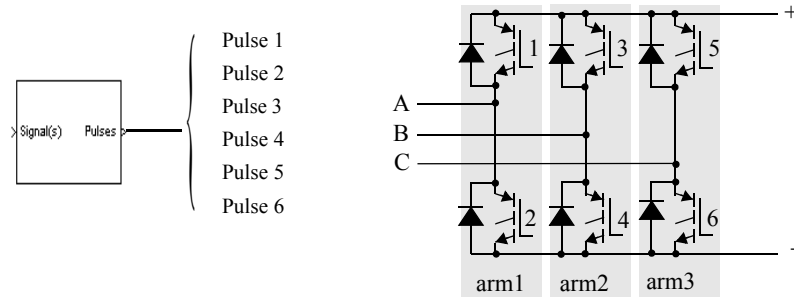 Signal(s) Pulses
Pulse 1
Pulse 2
Pulse 3
Pulse 4
Pulse 5
Pulse 6
+
1 3 5
A
B
C
2 4 6
-
arm1 arm2 arm3